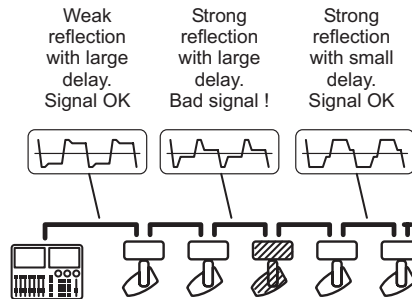 Weak
reflection
with large
delay.
Signal OK
Strong
reflection
with large
delay.
Bad signal !
Strong
reflection
with small
delay.
Signal OK